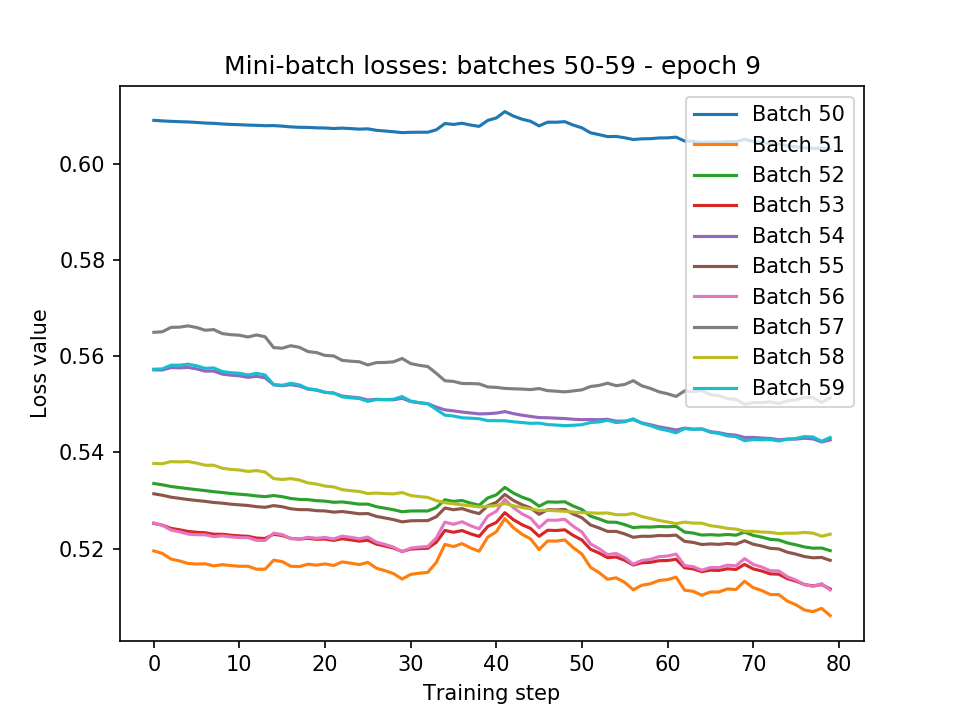 Mini-batch losses: batches 50-59 - epoch 9
Loss value
0.60
0.58
0.56
0.54
0.52
Batch 50
Batch 51
Batch 52
Batch 53
Batch 54
Batch 55
Batch 56
Batch 57
Batch 58
Batch 59
0 10 20 30 40 50 60 70 80
Training step